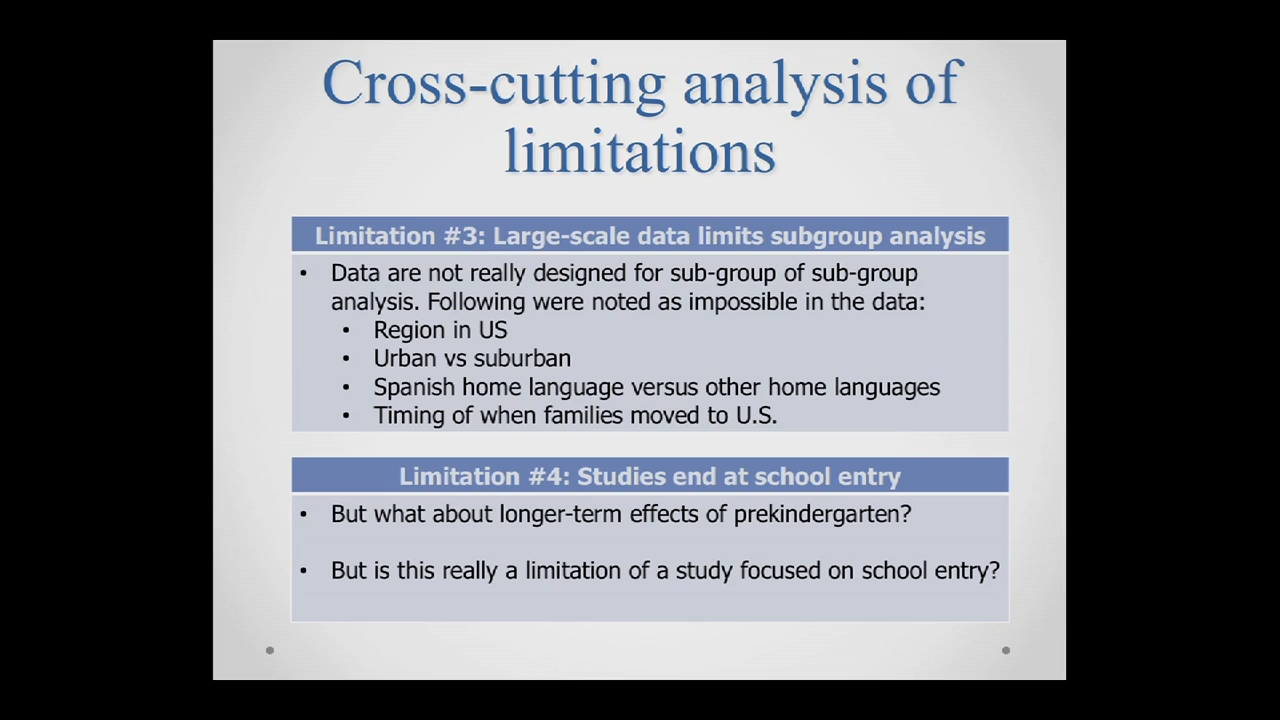 Cross-cutting analysis of
limitations
Limitation #3: Large-scale data limits subgroup analysis
• Data are not really designed for sub-group of sub-group
analysis. Following were noted as impossible in the data:
• Region in US
• Urban vs suburban
• Spanish home language versus other home languages
• Timing of when families moved to U.S.
Limitation #4: Studies end at school entry
• But what about longer-term effects of prekindergarten?
• But is this really a limitation of a study focused on school entry?